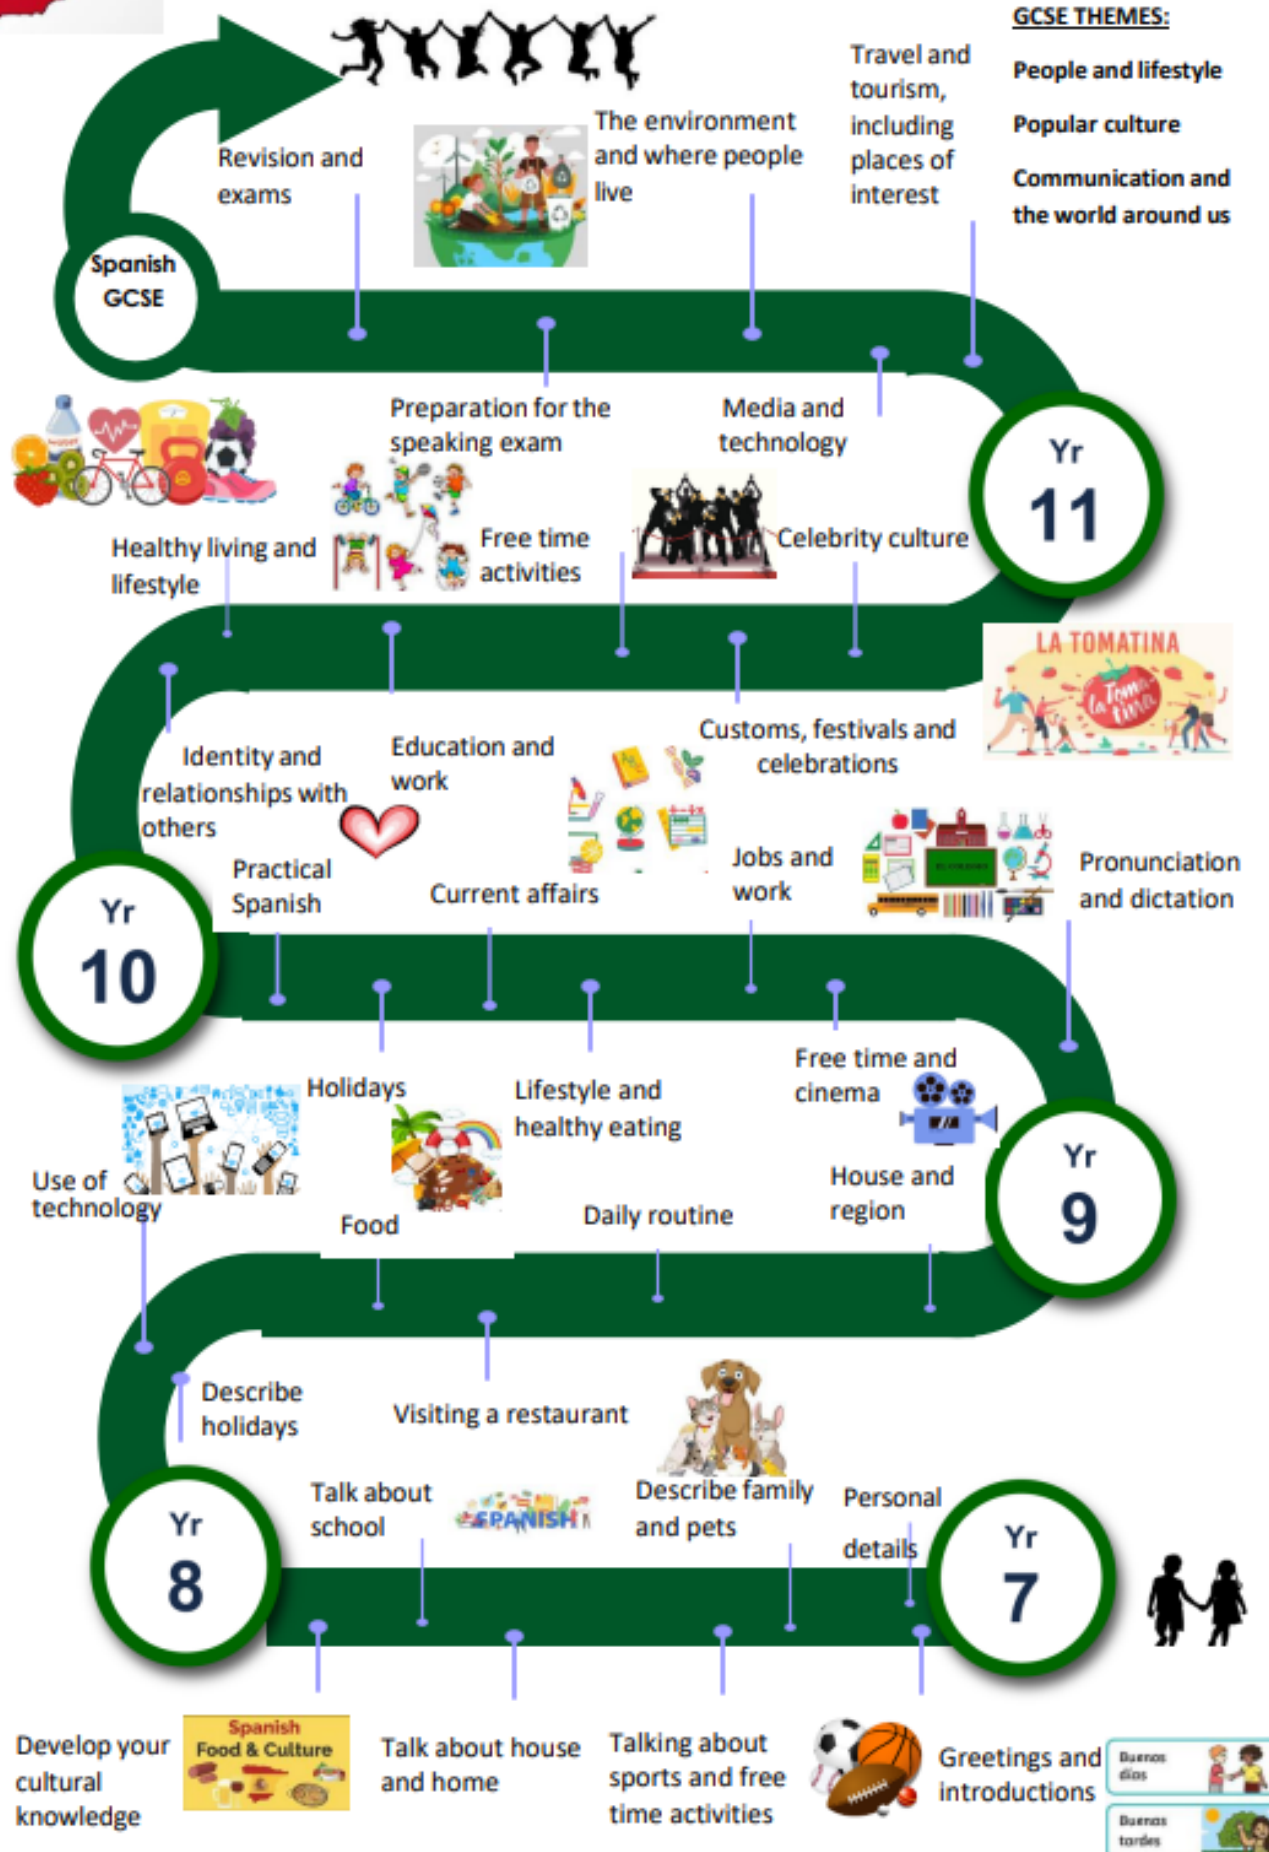 GCSE THEMES:
People and lifestyle
Popular culture
Communication and
the world around us
Travel and
tourism,
including
places of
interest
The environment
and where people
live
Revision and
exams
Spanish
GCSE
Preparation for the
speaking exam
Media and
technology
Yr
11
Healthy living and
lifestyle
Free time
activities
Celebrity culture
LA TOMATINA
la Toma-
tina
Identity and
relationships with
others
Education and
work
Customs, festivals and
celebrations
Yr
10
Practical
Spanish
Current affairs
Jobs and
work
Pronunciation
and dictation
Holidays
Lifestyle and
healthy eating
Free time and
cinema
Yr
9
Use of
technology
Food
Daily routine
House and
region
Describe
holidays
Visiting a restaurant
Yr
8
Talk about
school
SPANISH
Describe family
and pets
Personal
details
Yr
7
Develop your
cultural
knowledge
Spanish
Food & Culture
Talk about house
and home
Talking about
sports and free
time activities
Greetings and
introductions
Buenos
días
Buenas
tardes